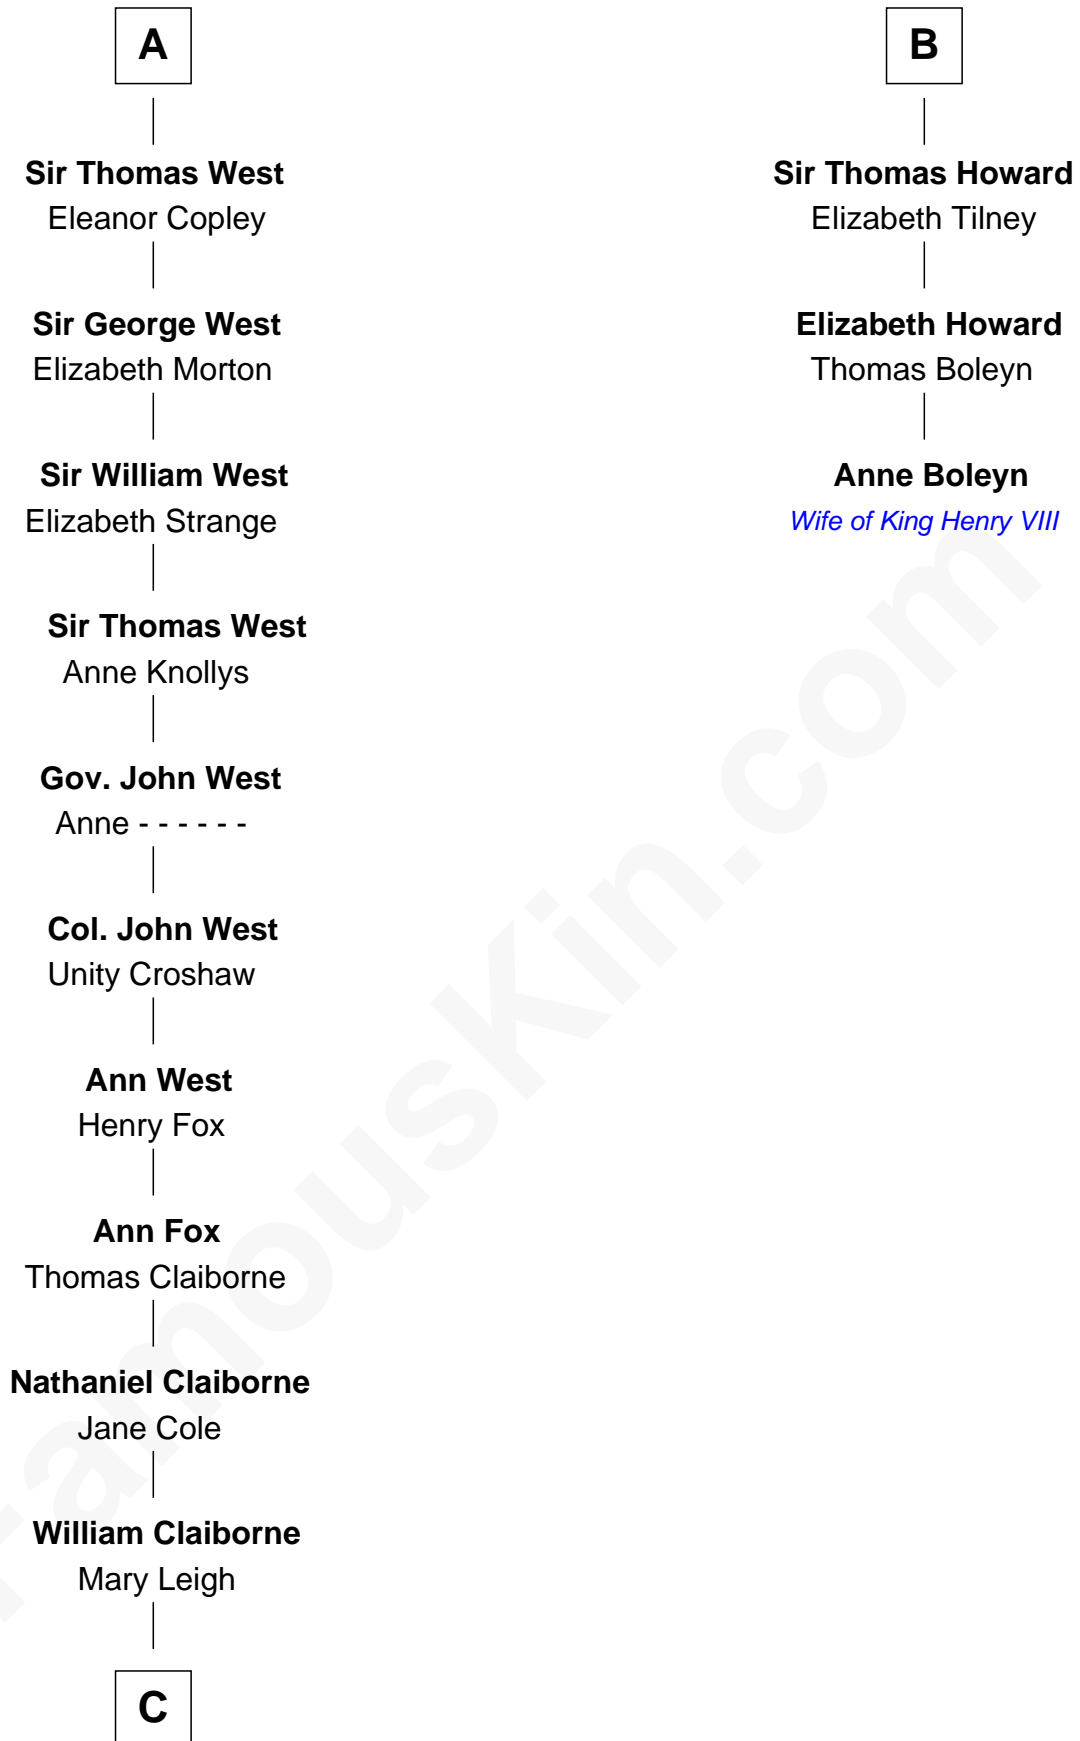 A
Sir Thomas West
Eleanor Copley
Sir George West
Elizabeth Morton
Sir William West
Elizabeth Strange
Sir Thomas West
Anne Knollys
Gov. John West
Anne - - - - - -
Col. John West
Unity Croshaw
Ann West
Henry Fox
Ann Fox
Thomas Claiborne
Nathaniel Claiborne
Jane Cole
William Claiborne
Mary Leigh
C
B
Sir Thomas Howard
Elizabeth Tilney
Elizabeth Howard
Thomas Boleyn
Anne Boleyn
Wife of King Henry VIII
FamousKin.com